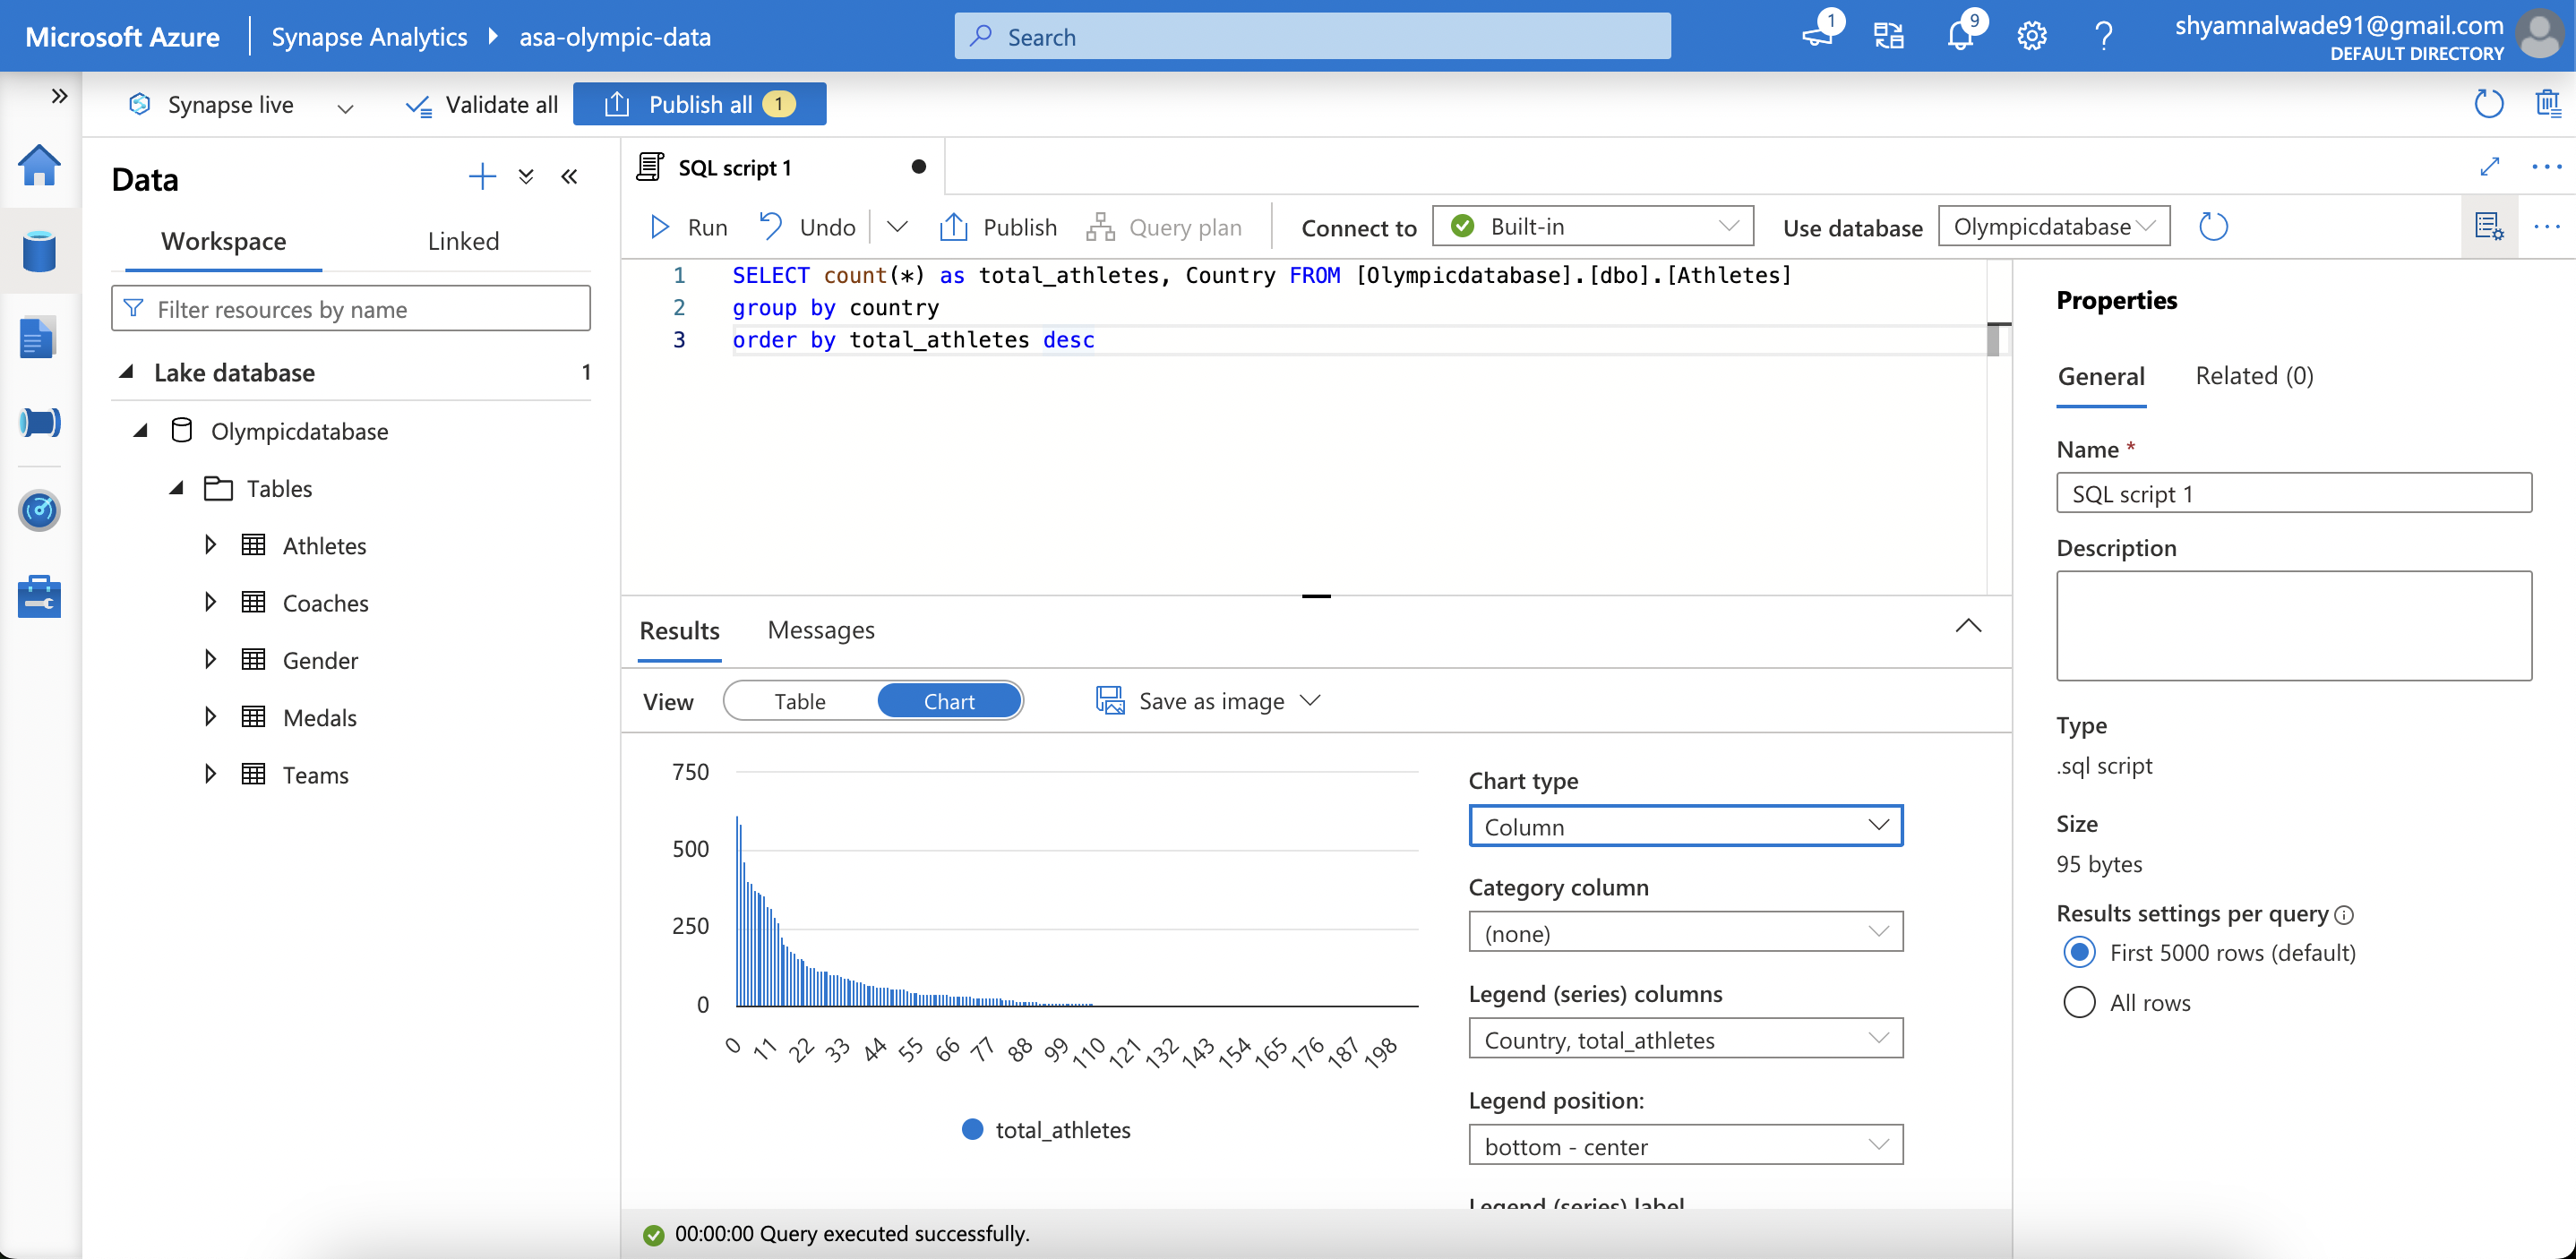 Microsoft Azure
Synapse Analytics
asa-olympic-data
Search
1
9
shyamnalwade91@gmail.com
DEFAULT DIRECTORY
Synapse live
Validate all
Publish all 1
Data
Workspace
Linked
Filter resources by name
Lake database 1
Olympicdatabase
Tables
Athletes
Coaches
Gender
Medals
Teams
SQL script 1
Run
Undo
Publish
Query plan
Connect to
Built-in
Use database
Olympicdatabase
1 SELECT count(*) as total_athletes, Country FROM [Olympicdatabase].[dbo].[Athletes]
2 group by country
3 order by total_athletes desc
Results
Messages
View
Table
Chart
Save as image
750
500
250
0
0 11 22 33 44 55 66 77 88 99 110 121 132 143 154 165 176 187 198
total_athletes
Chart type
Column
Category column
(none)
Legend (series) columns
Country, total_athletes
Legend position:
bottom - center
Legend (series) label
00:00:00 Query executed successfully.
Properties
General
Related (0)
Name *
SQL script 1
Description
Type
.sql script
Size
95 bytes
Results settings per query
First 5000 rows (default)
All rows